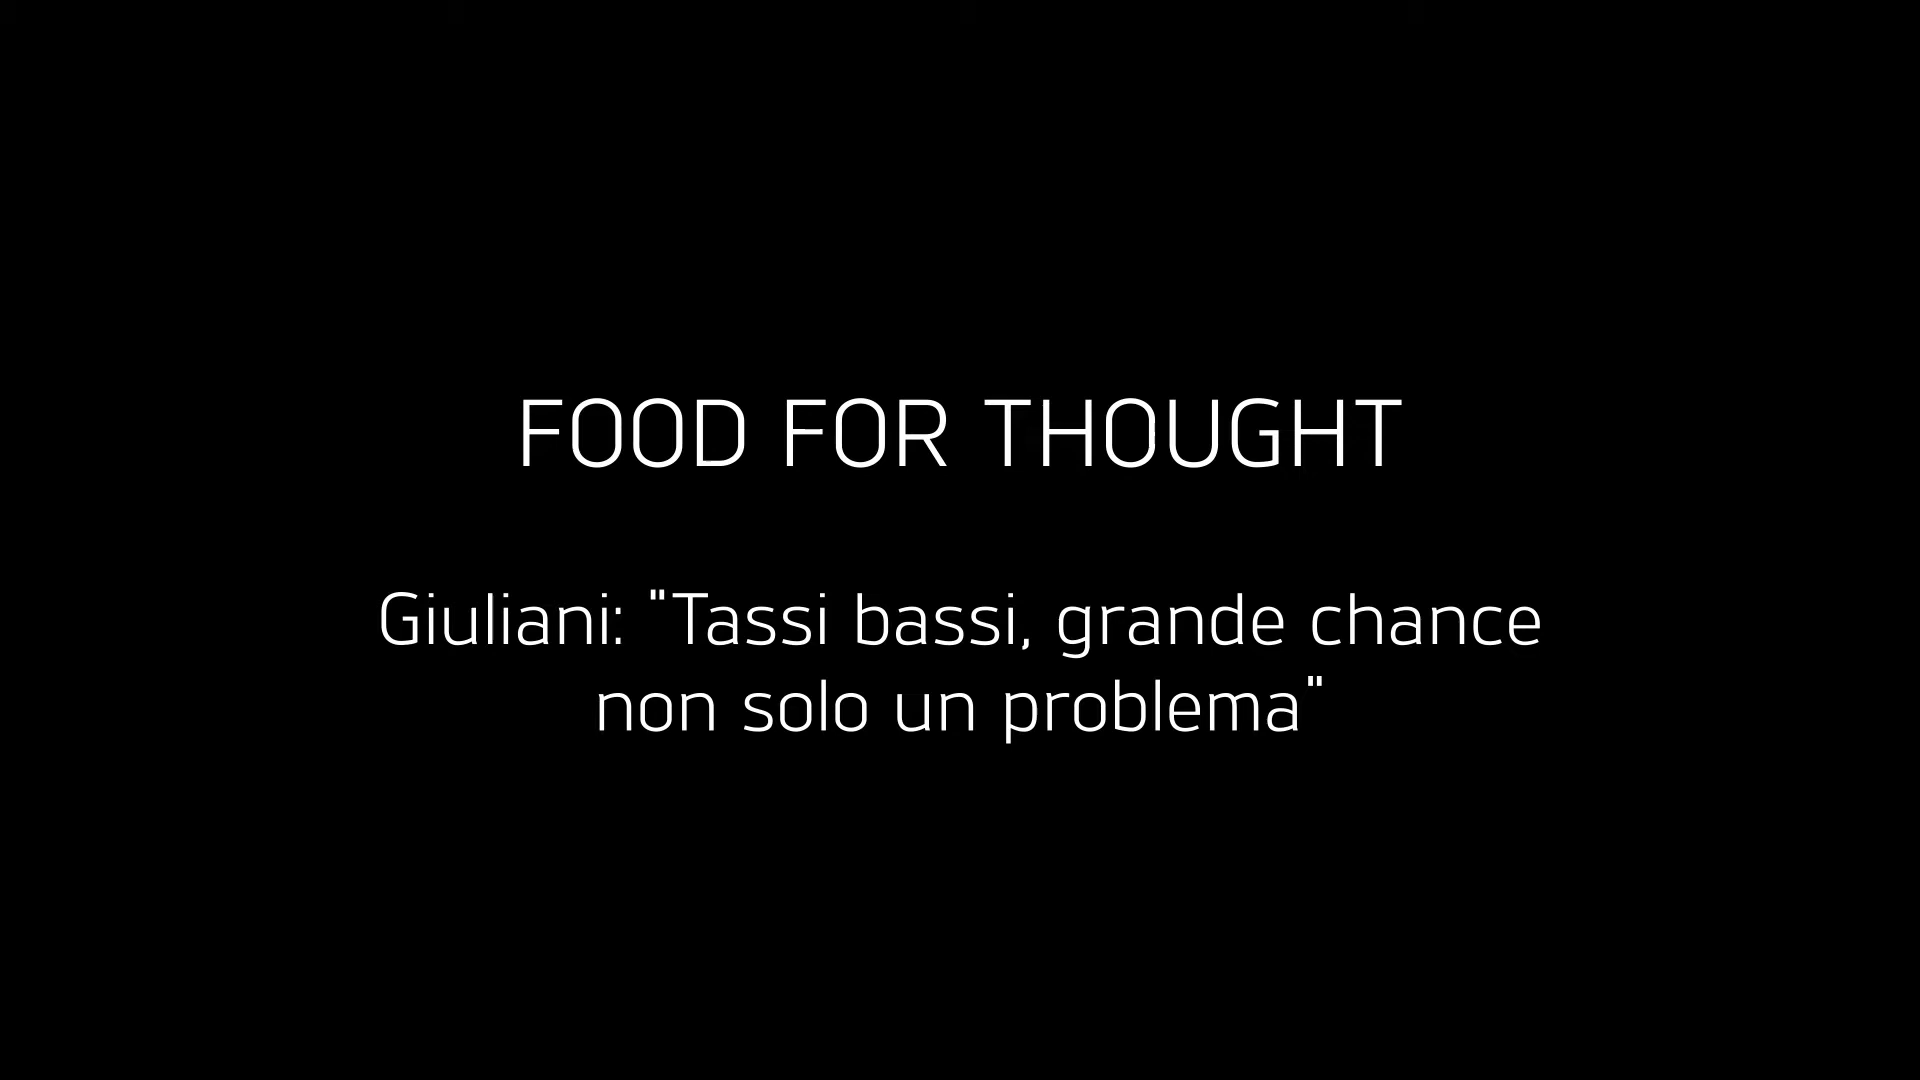 FOOD FOR THOUGHT
Giuliani: "Tassi bassi, grande chance
non solo un problema"